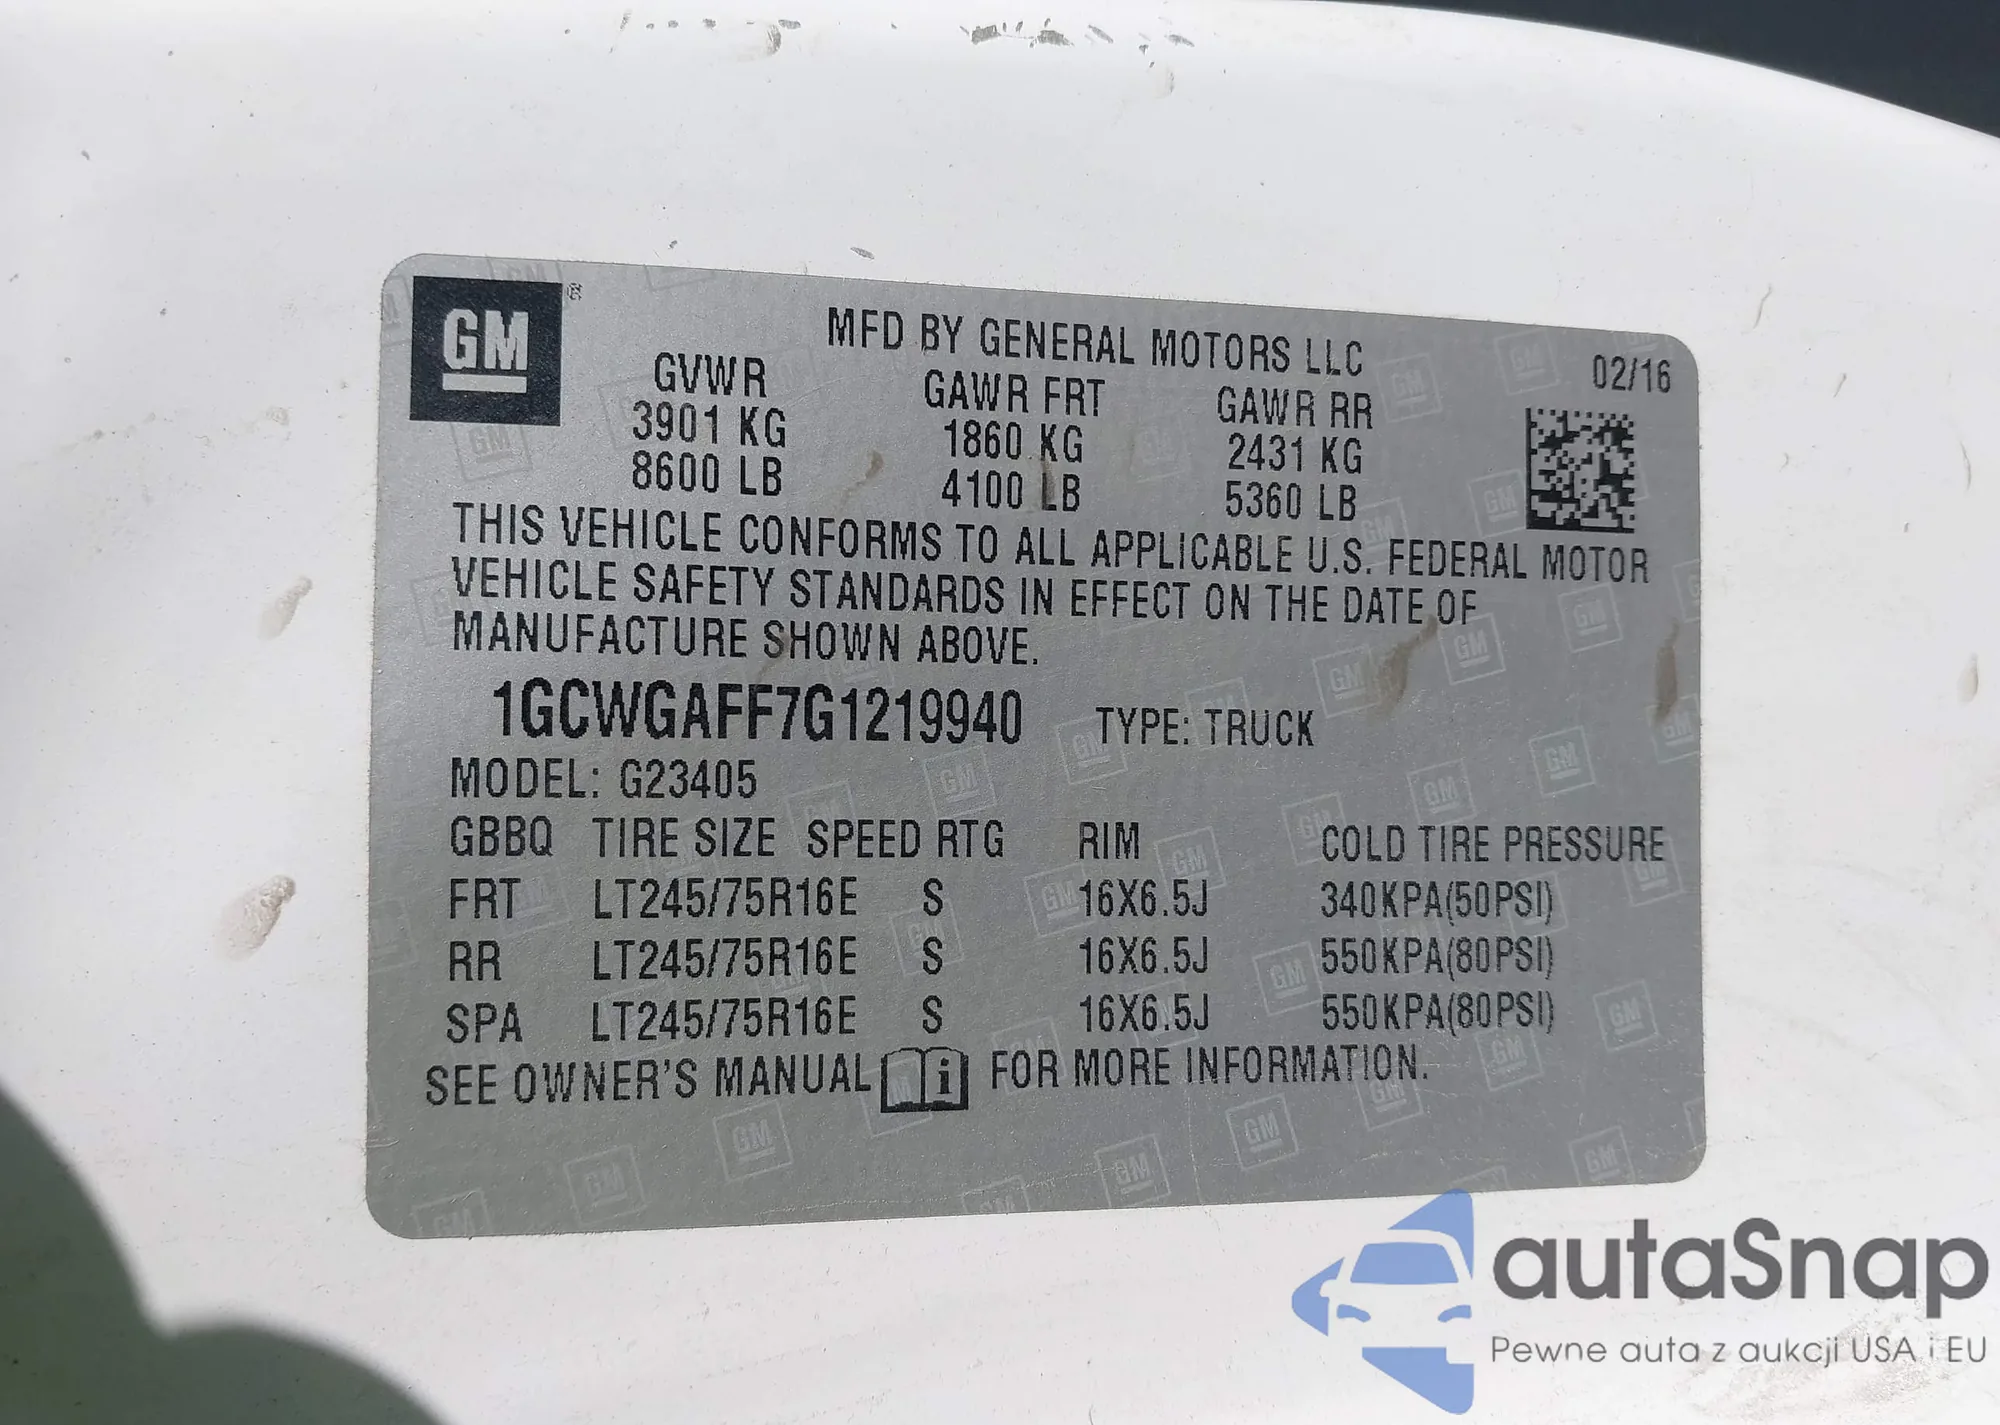 GM®
MFD BY GENERAL MOTORS LLC
02/16
GVWR GAWR FRT GAWR RR
3901 KG 1860 KG 2431 KG
8600 LB 4100 LB 5360 LB
THIS VEHICLE CONFORMS TO ALL APPLICABLE U.S. FEDERAL MOTOR
VEHICLE SAFETY STANDARDS IN EFFECT ON THE DATE OF
MANUFACTURE SHOWN ABOVE.
1GCWGAFF7G1219940 TYPE: TRUCK
MODEL: G23405
GBBQ TIRE SIZE SPEED RTG RIM COLD TIRE PRESSURE
FRT LT245/75R16E S 16X6.5J 340KPA(50PSI)
RR LT245/75R16E S 16X6.5J 550KPA(80PSI)
SPA LT245/75R16E S 16X6.5J 550KPA(80PSI)
SEE OWNER'S MANUAL i FOR MORE INFORMATION.
autaSnap
Pewne auta z aukcji USA i EU